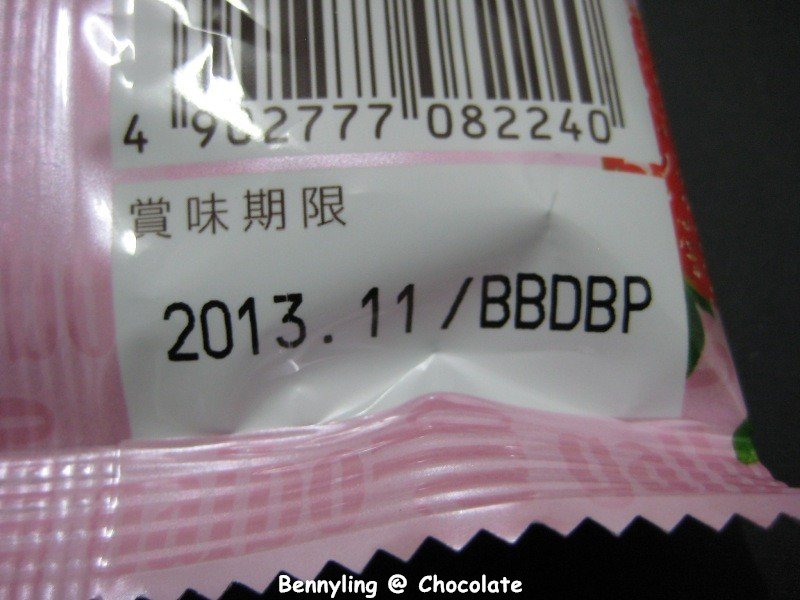 4 902777 082240
賞味期限
2013.11/BBDBP
Bennyling @ Chocolate